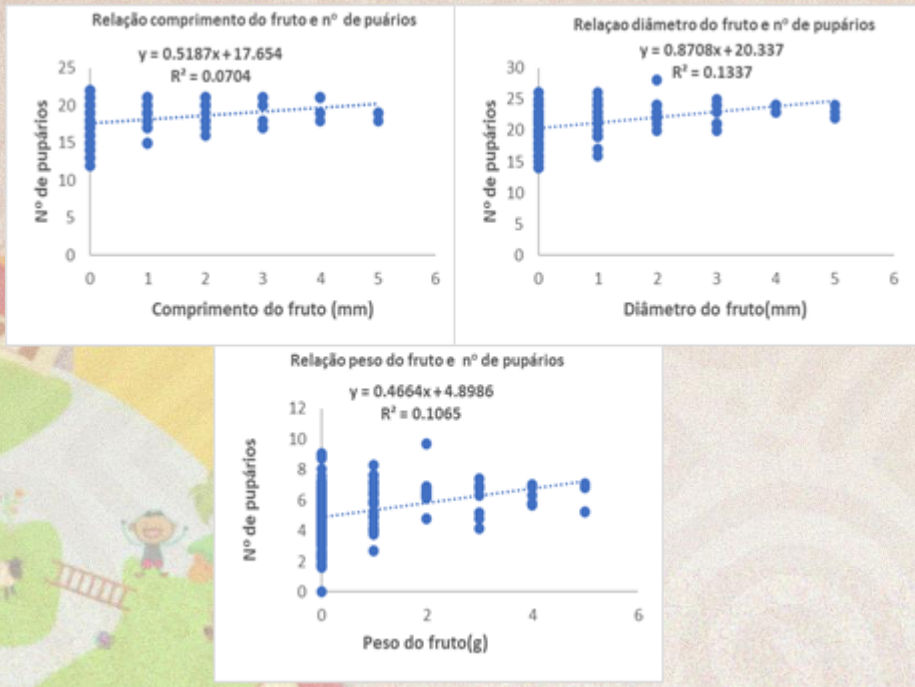 Relação comprimento do fruto e nº de puários
y = 0.5187x + 17.654
R² = 0.0704
25
20
15
10
5
0
0 1 2 3 4 5 6
Nº de pupários
Comprimento do fruto (mm)
Relaçao diâmetro do fruto e nº de pupários
y = 0.8708x + 20.337
R² = 0.1337
30
25
20
15
10
5
0
0 1 2 3 4 5 6
Nº de pupários
Diâmetro do fruto(mm)
Relação peso do fruto e nº de pupários
y = 0.4664x + 4.8986
R² = 0.1065
12
10
8
6
4
2
0
0 2 4 6
Nº de pupários
Peso do fruto(g)